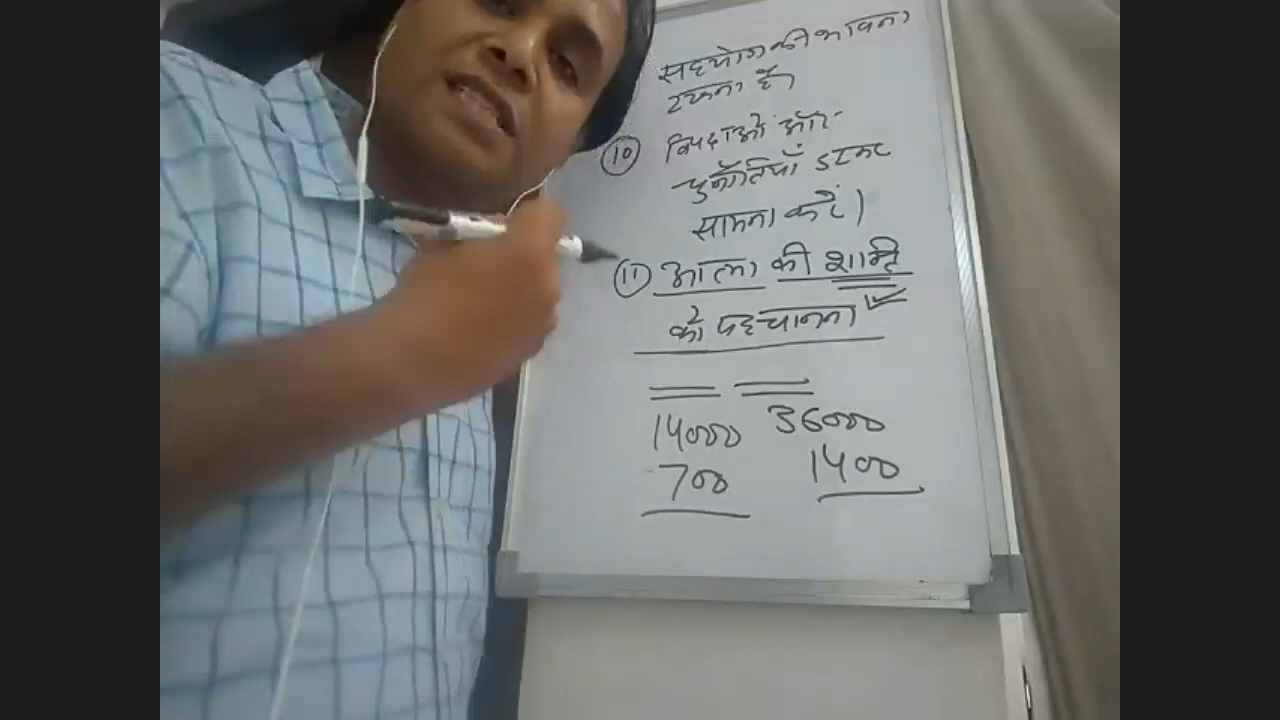 सहयोग की भावना
रखना है।
⑩ विपदाओं और
चुनौतियाँ डटकर
सामना करें।
⑪ आत्मा की शान्ति
को पहचानना
14000 36000
700 1400